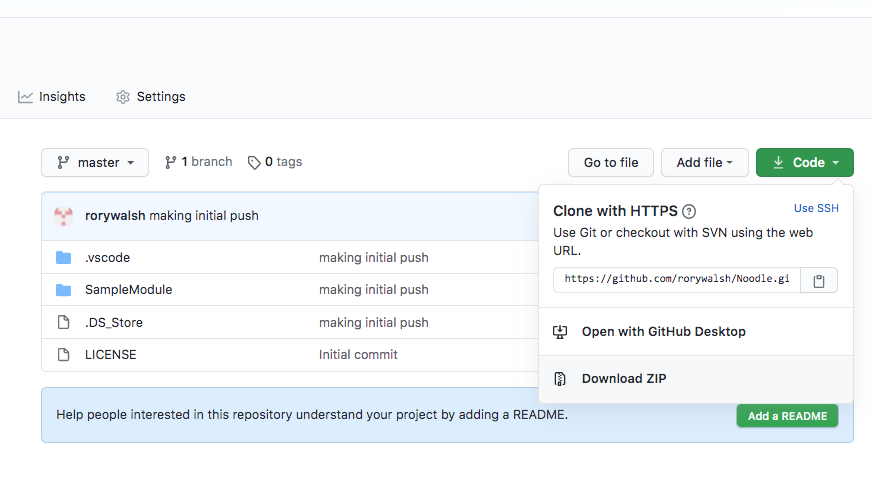 Insights Settings
master 1 branch 0 tags Go to file Add file Code
rorywalsh making initial push
.vscode making initial push
SampleModule making initial push
.DS_Store making initial push
LICENSE Initial commit
Clone with HTTPS ? Use SSH
Use Git or checkout with SVN using the web
URL.
https://github.com/rorywalsh/Noodle.gi
Open with GitHub Desktop
Download ZIP
Help people interested in this repository understand your project by adding a README. Add a README